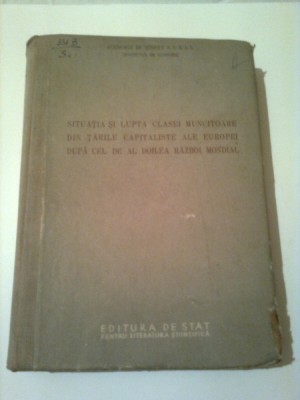 SITUAȚIA ȘI LUPTA CLASEI MUNCITOARE
DIN ȚĂRILE CAPITALISTE ALE EUROPEI
DUPĂ CEL DE AL DOILEA RĂZBOI MONDIAL
EDITURA DE STAT
PENTRU LITERATURA ȘTIINȚIFICĂ